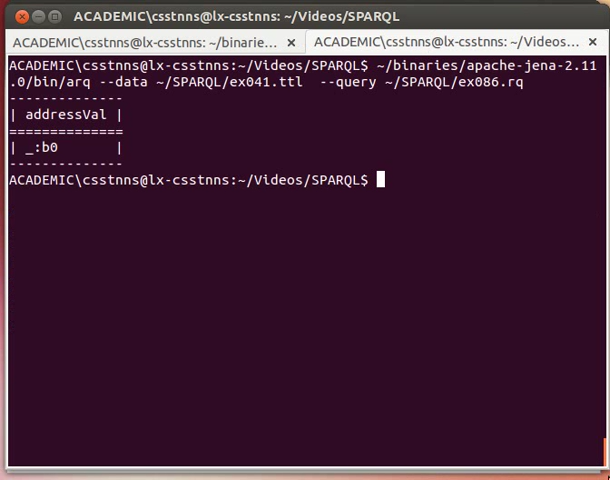 ACADEMIC\csstnns@lx-csstnns: ~/Videos/SPARQL
ACADEMIC\csstnns@lx-csstnns: ~/binarie... ×
ACADEMIC\csstnns@lx-csstnns: ~/Videos... ×
ACADEMIC\csstnns@lx-csstnns:~/Videos/SPARQL$ ~/binaries/apache-jena-2.11
.0/bin/arq --data ~/SPARQL/ex041.ttl  --query ~/SPARQL/ex086.rq
--------------
| addressVal |
==============
| _:b0       |
--------------
ACADEMIC\csstnns@lx-csstnns:~/Videos/SPARQL$